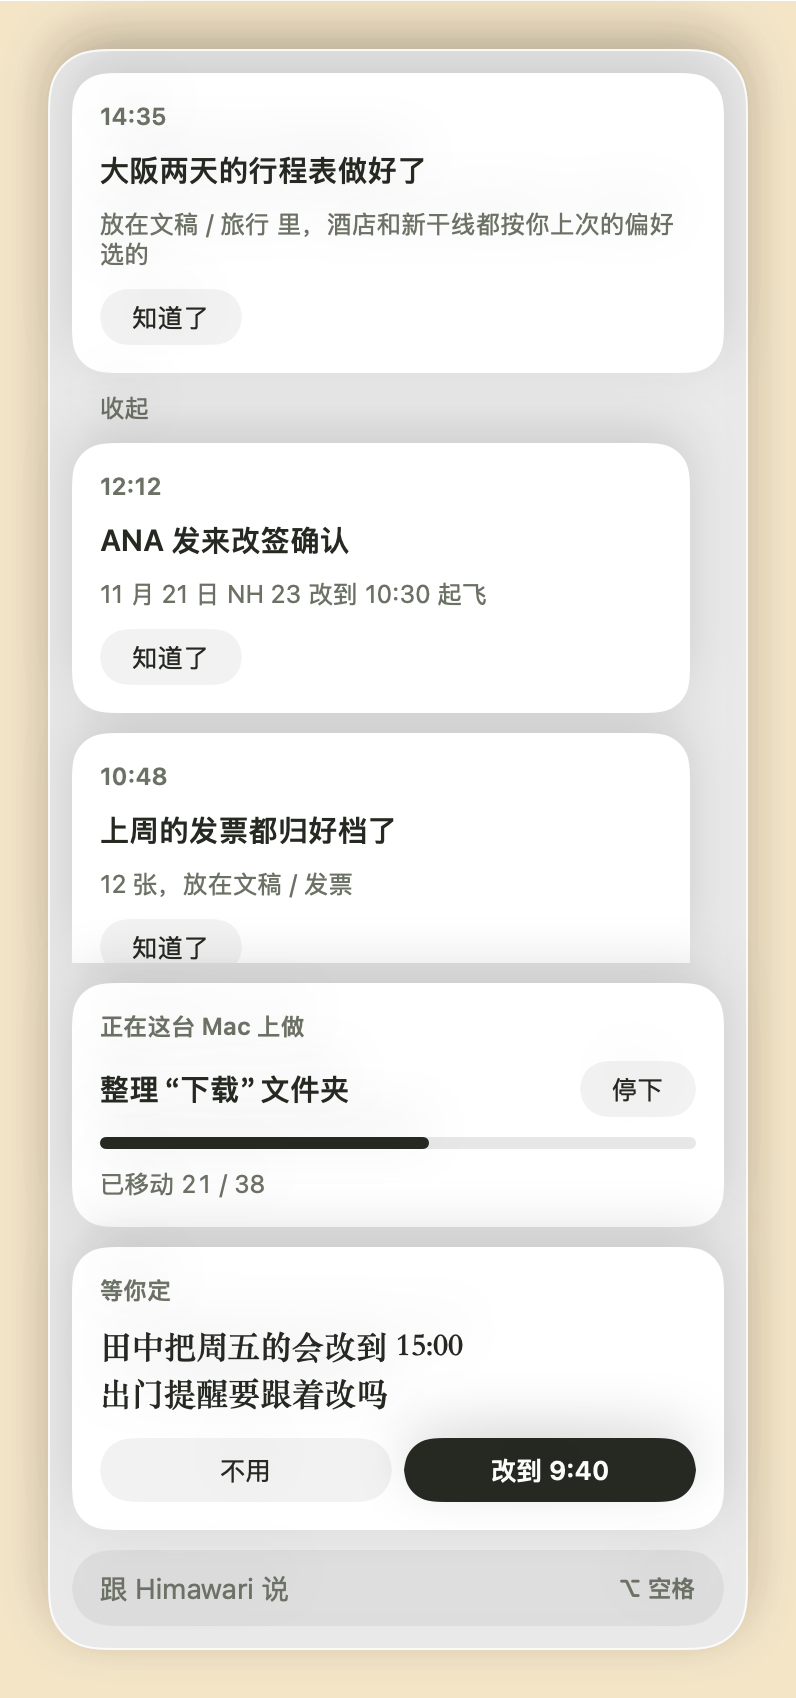 14:35
大阪两天的行程表做好了
放在文稿 / 旅行 里，酒店和新干线都按你上次的偏好
选的
知道了
收起
12:12
ANA 发来改签确认
11 月 21 日 NH 23 改到 10:30 起飞
知道了
10:48
上周的发票都归好档了
12 张，放在文稿 / 发票
知道了
正在这台 Mac 上做
整理“下载”文件夹
停下
已移动 21 / 38
等你定
田中把周五的会改到 15:00
出门提醒要跟着改吗
不用
改到 9:40
跟 Himawari 说
⌥ 空格